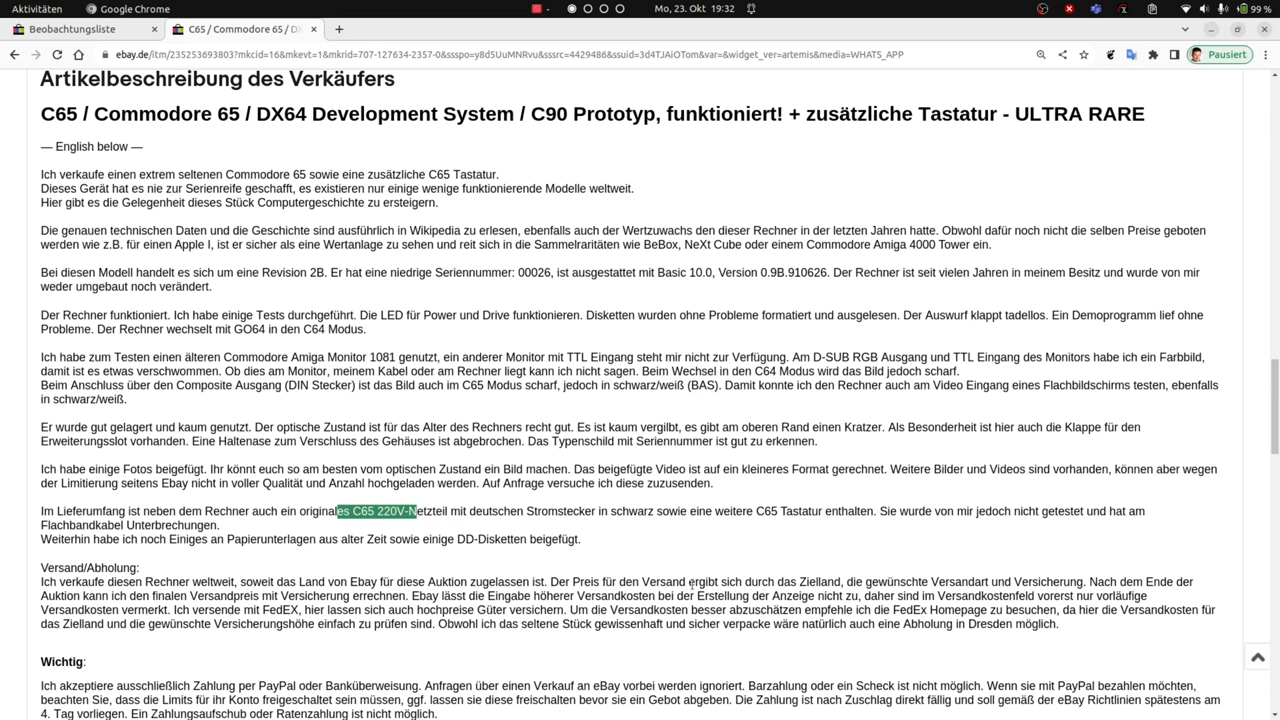 Aktivitäten
Google Chrome
Mo, 23. Okt 19:32
99 %
Beobachtungsliste
C65 / Commodore 65 / D
ebay.de/itm/235253693803?mkcid=16&mkevt=1&mkrid=707-127634-2357-0&ssspo=y8d5UuMNRvu&sssrc=4429486&ssuid=3d4TJAiOTom&var=&widget_ver=artemis&media=WHATS_APP
Pausiert
Artikelbeschreibung des Verkäufers
C65 / Commodore 65 / DX64 Development System / C90 Prototyp, funktioniert! + zusätzliche Tastatur - ULTRA RARE
— English below —
Ich verkaufe einen extrem seltenen Commodore 65 sowie eine zusätzliche C65 Tastatur.
Dieses Gerät hat es nie zur Serienreife geschafft, es existieren nur einige wenige funktionierende Modelle weltweit.
Hier gibt es die Gelegenheit dieses Stück Computergeschichte zu ersteigern.
Die genauen technischen Daten und die Geschichte sind ausführlich in Wikipedia zu erlesen, ebenfalls auch der Wertzuwachs den dieser Rechner in der letzten Jahren hatte. Obwohl dafür noch nicht die selben Preise geboten
werden wie z.B. für einen Apple I, ist er sicher als eine Wertanlage zu sehen und reit sich in die Sammelraritäten wie BeBox, NeXt Cube oder einem Commodore Amiga 4000 Tower ein.
Bei diesen Modell handelt es sich um eine Revision 2B. Er hat eine niedrige Seriennummer: 00026, ist ausgestattet mit Basic 10.0, Version 0.9B.910626. Der Rechner ist seit vielen Jahren in meinem Besitz und wurde von mir
weder umgebaut noch verändert.
Der Rechner funktioniert. Ich habe einige Tests durchgeführt. Die LED für Power und Drive funktionieren. Disketten wurden ohne Probleme formatiert und ausgelesen. Der Auswurf klappt tadellos. Ein Demoprogramm lief ohne
Probleme. Der Rechner wechselt mit GO64 in den C64 Modus.
Ich habe zum Testen einen älteren Commodore Amiga Monitor 1081 genutzt, ein anderer Monitor mit TTL Eingang steht mir nicht zur Verfügung. Am D-SUB RGB Ausgang und TTL Eingang des Monitors habe ich ein Farbbild,
damit ist es etwas verschwommen. Ob dies am Monitor, meinem Kabel oder am Rechner liegt kann ich nicht sagen. Beim Wechsel in den C64 Modus wird das Bild jedoch scharf.
Beim Anschluss über den Composite Ausgang (DIN Stecker) ist das Bild auch im C65 Modus scharf, jedoch in schwarz/weiß (BAS). Damit konnte ich den Rechner auch am Video Eingang eines Flachbildschirms testen, ebenfalls
in schwarz/weiß.
Er wurde gut gelagert und kaum genutzt. Der optische Zustand ist für das Alter des Rechners recht gut. Es ist kaum vergilbt, es gibt am oberen Rand einen Kratzer. Als Besonderheit ist hier auch die Klappe für den
Erweiterungsslot vorhanden. Eine Haltenase zum Verschluss des Gehäuses ist abgebrochen. Das Typenschild mit Seriennummer ist gut zu erkennen.
Ich habe einige Fotos beigefügt. Ihr könnt euch so am besten vom optischen Zustand ein Bild machen. Das beigefügte Video ist auf ein kleineres Format gerechnet. Weitere Bilder und Videos sind vorhanden, können aber wegen
der Limitierung seitens Ebay nicht in voller Qualität und Anzahl hochgeladen werden. Auf Anfrage versuche ich diese zuzusenden.
Im Lieferumfang ist neben dem Rechner auch ein originales C65 220V-Netzteil mit deutschen Stromstecker in schwarz sowie eine weitere C65 Tastatur enthalten. Sie wurde von mir jedoch nicht getestet und hat am
Flachbandkabel Unterbrechungen.
Weiterhin habe ich noch Einiges an Papierunterlagen aus alter Zeit sowie einige DD-Disketten beigefügt.
Versand/Abholung:
Ich verkaufe diesen Rechner weltweit, soweit das Land von Ebay für diese Auktion zugelassen ist. Der Preis für den Versand ergibt sich durch das Zielland, die gewünschte Versandart und Versicherung. Nach dem Ende der
Auktion kann ich den finalen Versandpreis mit Versicherung errechnen. Ebay lässt die Eingabe höherer Versandkosten bei der Erstellung der Anzeige nicht zu, daher sind im Versandkostenfeld vorerst nur vorläufige
Versandkosten vermerkt. Ich versende mit FedEX, hier lassen sich auch hochpreise Güter versichern. Um die Versandkosten besser abzuschätzen empfehle ich die FedEx Homepage zu besuchen, da hier die Versandkosten für
das Zielland und die gewünschte Versicherungshöhe einfach zu prüfen sind. Obwohl ich das seltene Stück gewissenhaft und sicher verpacke wäre natürlich auch eine Abholung in Dresden möglich.
Wichtig:
Ich akzeptiere ausschließlich Zahlung per PayPal oder Banküberweisung. Anfragen über einen Verkauf an eBay vorbei werden ignoriert. Barzahlung oder ein Scheck ist nicht möglich. Wenn sie mit PayPal bezahlen möchten,
beachten Sie, dass die Limits für ihr Konto freigeschaltet sein müssen, ggf. lassen sie diese freischalten bevor sie ein Gebot abgeben. Die Zahlung ist nach Zuschlag direkt fällig und soll gemäß der eBay Richtlinien spätestens am
4. Tag vorliegen. Ein Zahlungsaufschub oder Ratenzahlung ist nicht möglich.